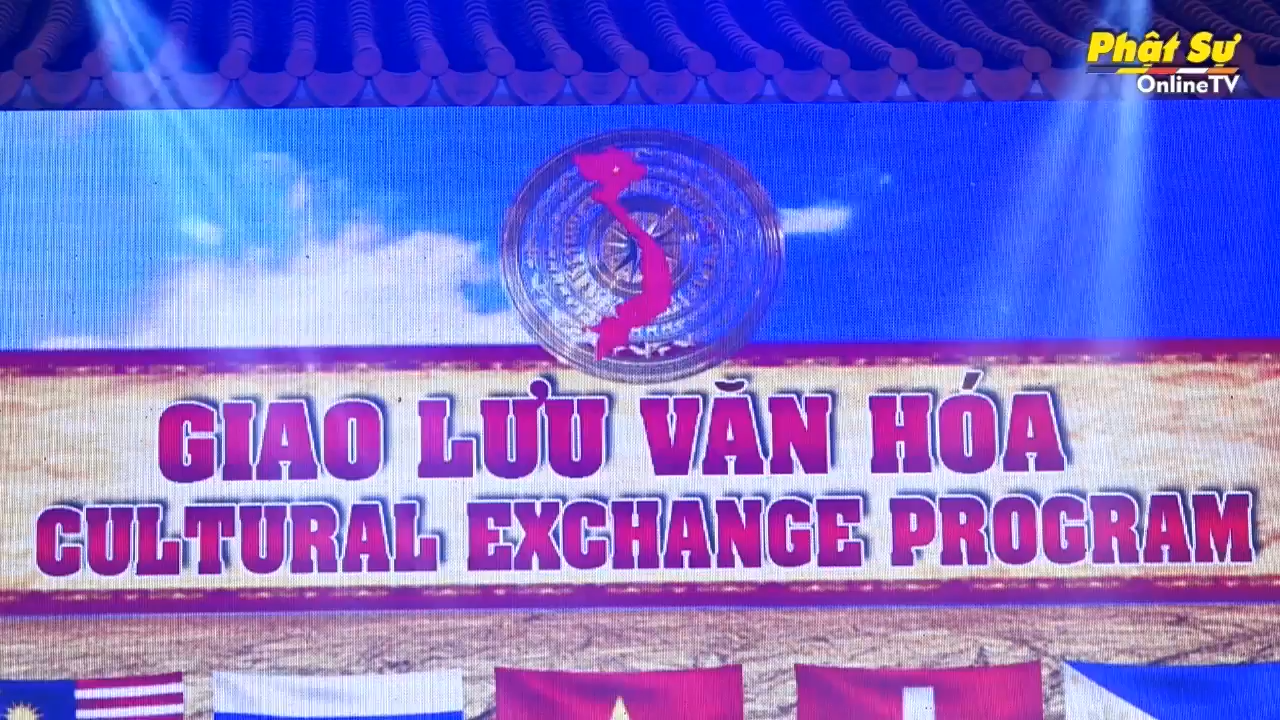 Phật Sự
OnlineTV
GIAO LƯU VĂN HÓA
CULTURAL EXCHANGE PROGRAM